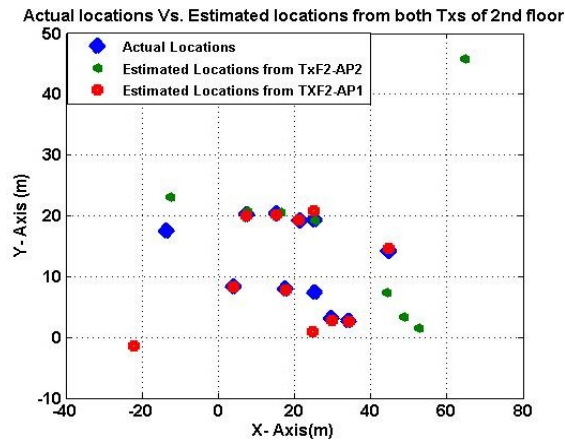 Actual locations Vs. Estimated locations from both Txs of 2nd floor
50
Actual Locations
Estimated Locations from TxF2-AP2
Estimated Locations from TXF2-AP1
40
30
20
10
0
-10
Y- Axis (m)
-40 -20 0 20 40 60 80
X- Axis(m)